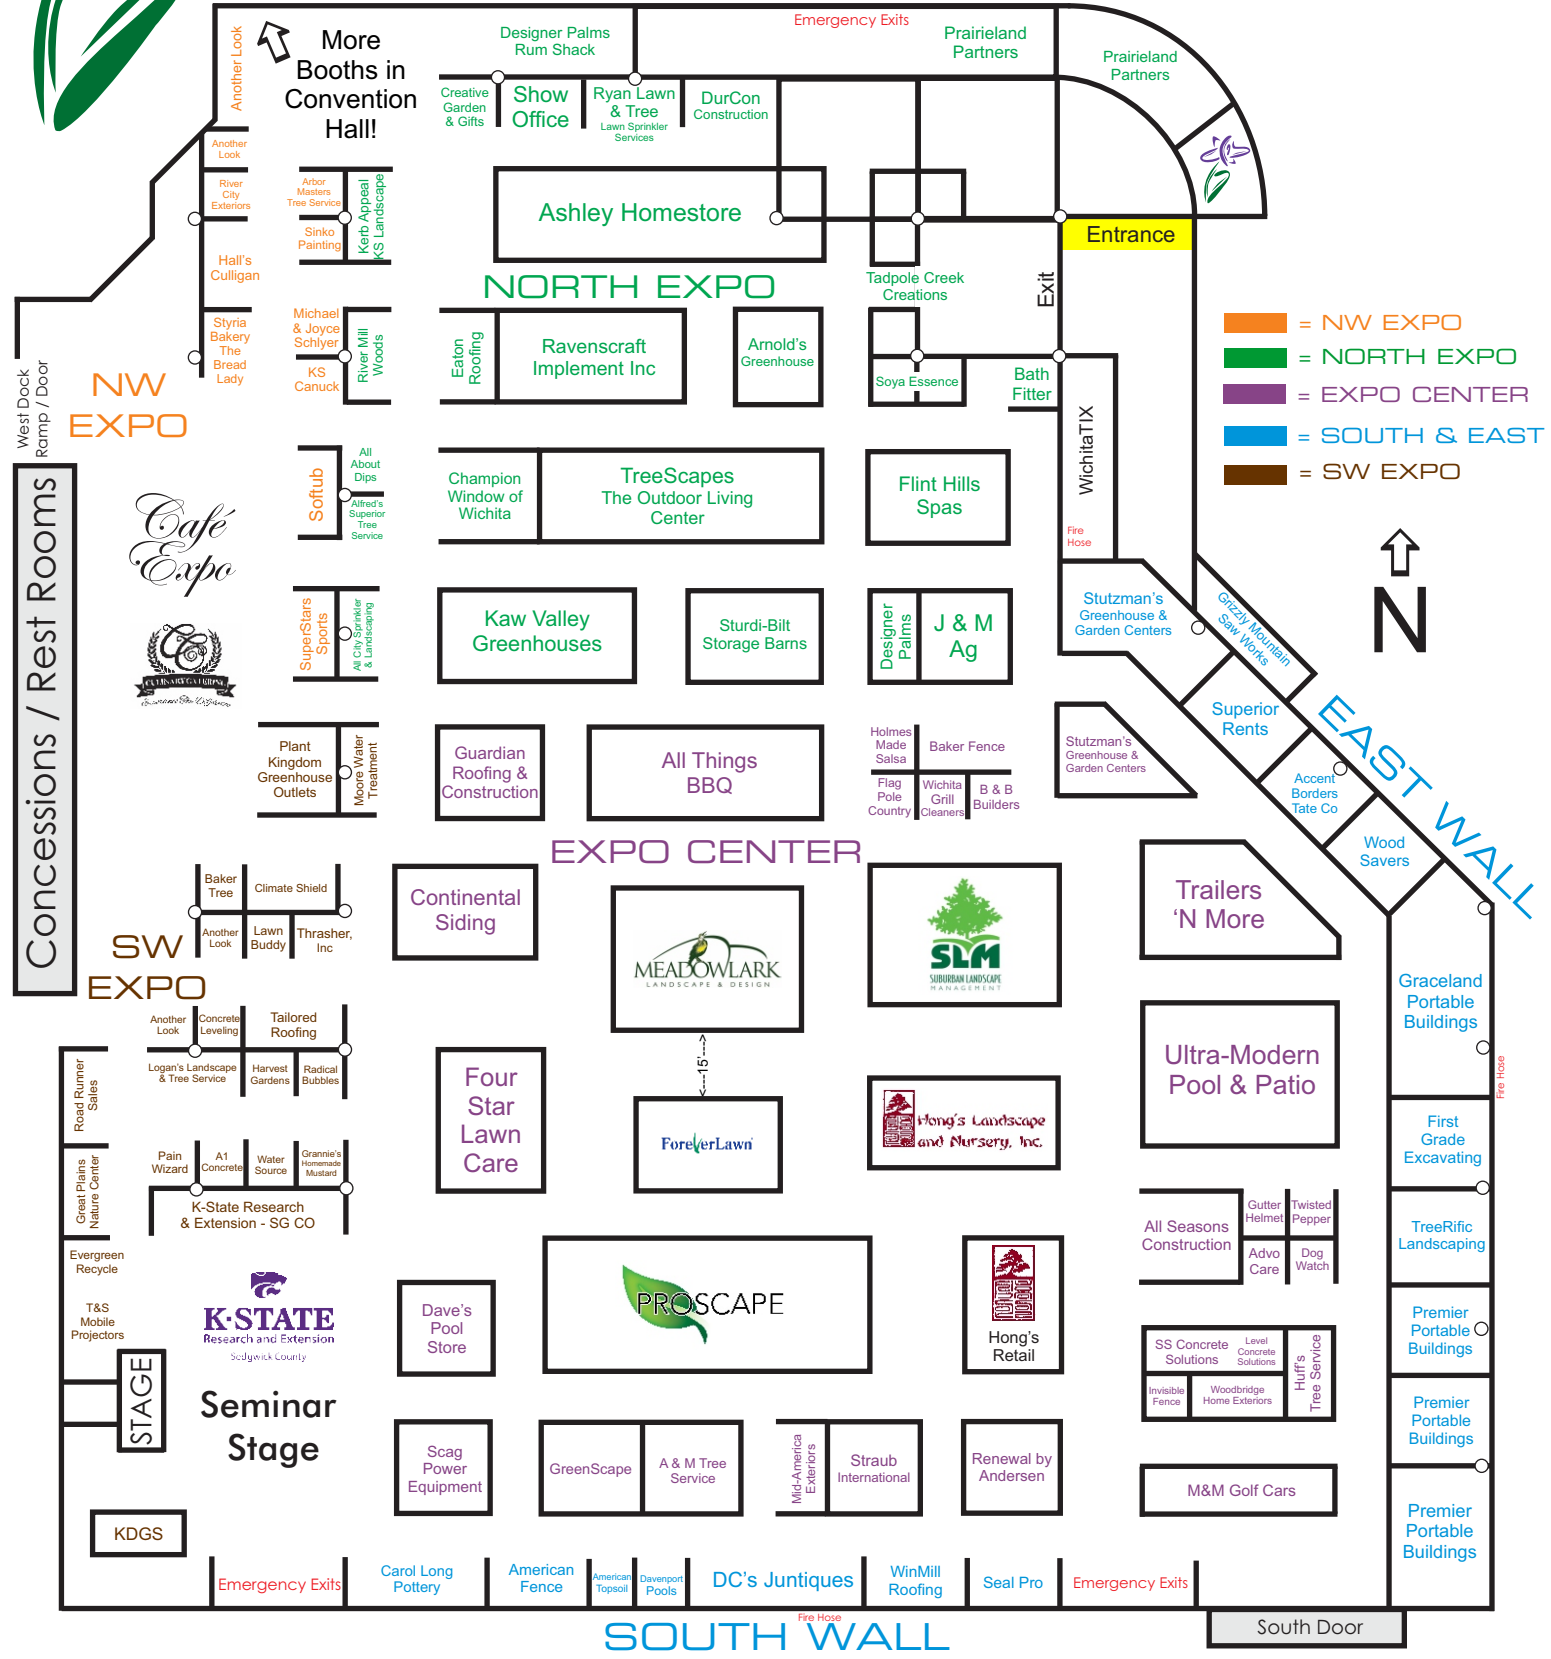 Emergency Exits
Another Look
More
Booths in
Convention
Hall!
Designer Palms
Rum Shack
Prairieland
Partners
Prairieland
Partners
Creative
Garden
& Gifts
Show
Office
Ryan Lawn
& Tree
Lawn Sprinkler
Services
DurCon
Construction
Another
Look
River
City
Exteriors
Hall's
Culligan
Styria
Bakery
The
Bread
Lady
Arbor
Masters
Tree Service
Sinko
Painting
Kerb Appeal
KS Landscape
Ashley Homestore
Entrance
Exit
NORTH EXPO
Tadpole Creek
Creations
Michael
& Joyce
Schlyer
KS
Canuck
River Mill
Woods
Eaton
Roofing
Ravenscraft
Implement Inc
Arnold's
Greenhouse
Soya Essence
Bath
Fitter
WichitaTIX
Fire
Hose
= NW EXPO
= NORTH EXPO
= EXPO CENTER
= SOUTH & EAST
= SW EXPO
N
West Dock
Ramp / Door
NW
EXPO
Concessions / Rest Rooms
Café
Expo
CULINARY CATERING
Softub
All
About
Dips
Alfred's
Superior
Tree
Service
Champion
Window of
Wichita
TreeScapes
The Outdoor Living
Center
Flint Hills
Spas
SuperStars
Sports
All City Sprinkler
& Landscaping
Kaw Valley
Greenhouses
Sturdi-Bilt
Storage Barns
Designer
Palms
J & M
Ag
Stutzman's
Greenhouse &
Garden Centers
Grizzly Mountain
Saw Works
Superior
Rents
Accent
Borders
Tate Co
Wood
Savers
EAST WALL
Plant
Kingdom
Greenhouse
Outlets
Moore Water
Treatment
Guardian
Roofing &
Construction
All Things
BBQ
Holmes
Made
Salsa
Baker Fence
Flag
Pole
Country
Wichita
Grill
Cleaners
B & B
Builders
Stutzman's
Greenhouse &
Garden Centers
EXPO CENTER
Baker
Tree
Climate Shield
Another
Look
Lawn
Buddy
Thrasher,
Inc
SW
EXPO
Continental
Siding
MEADOWLARK
LANDSCAPE & DESIGN
SLM
SUBURBAN LANDSCAPE
MANAGEMENT
Trailers
‘N More
Graceland
Portable
Buildings
Fire Hose
Another
Look
Concrete
Leveling
Tailored
Roofing
Logan's Landscape
& Tree Service
Harvest
Gardens
Radical
Bubbles
Road Runner
Sales
Great Plains
Nature Center
Evergreen
Recycle
T&S
Mobile
Projectors
Pain
Wizard
A1
Concrete
Water
Source
Grannie's
Homemade
Mustard
K-State Research
& Extension - SG CO
Four
Star
Lawn
Care
15'
ForeverLawn
Hong's Landscape
and Nursery, Inc.
Ultra-Modern
Pool & Patio
First
Grade
Excavating
TreeRific
Landscaping
All Seasons
Construction
Gutter
Helmet
Twisted
Pepper
Advo
Care
Dog
Watch
K-STATE
Research and Extension
Sedgwick County
Seminar
Stage
STAGE
KDGS
Dave's
Pool
Store
PROSCAPE
Hong's
Retail
SS Concrete
Solutions
Level
Concrete
Solutions
Huff's
Tree Service
Invisible
Fence
Woodbridge
Home Exteriors
Premier
Portable
Buildings
Premier
Portable
Buildings
Premier
Portable
Buildings
Scag
Power
Equipment
GreenScape
A & M Tree
Service
Mid-America
Exteriors
Straub
International
Renewal by
Andersen
M&M Golf Cars
Emergency Exits
Carol Long
Pottery
American
Fence
American
Topsoil
Davenport
Pools
DC's Juntiques
WinMill
Roofing
Seal Pro
Emergency Exits
Fire Hose
SOUTH WALL
South Door